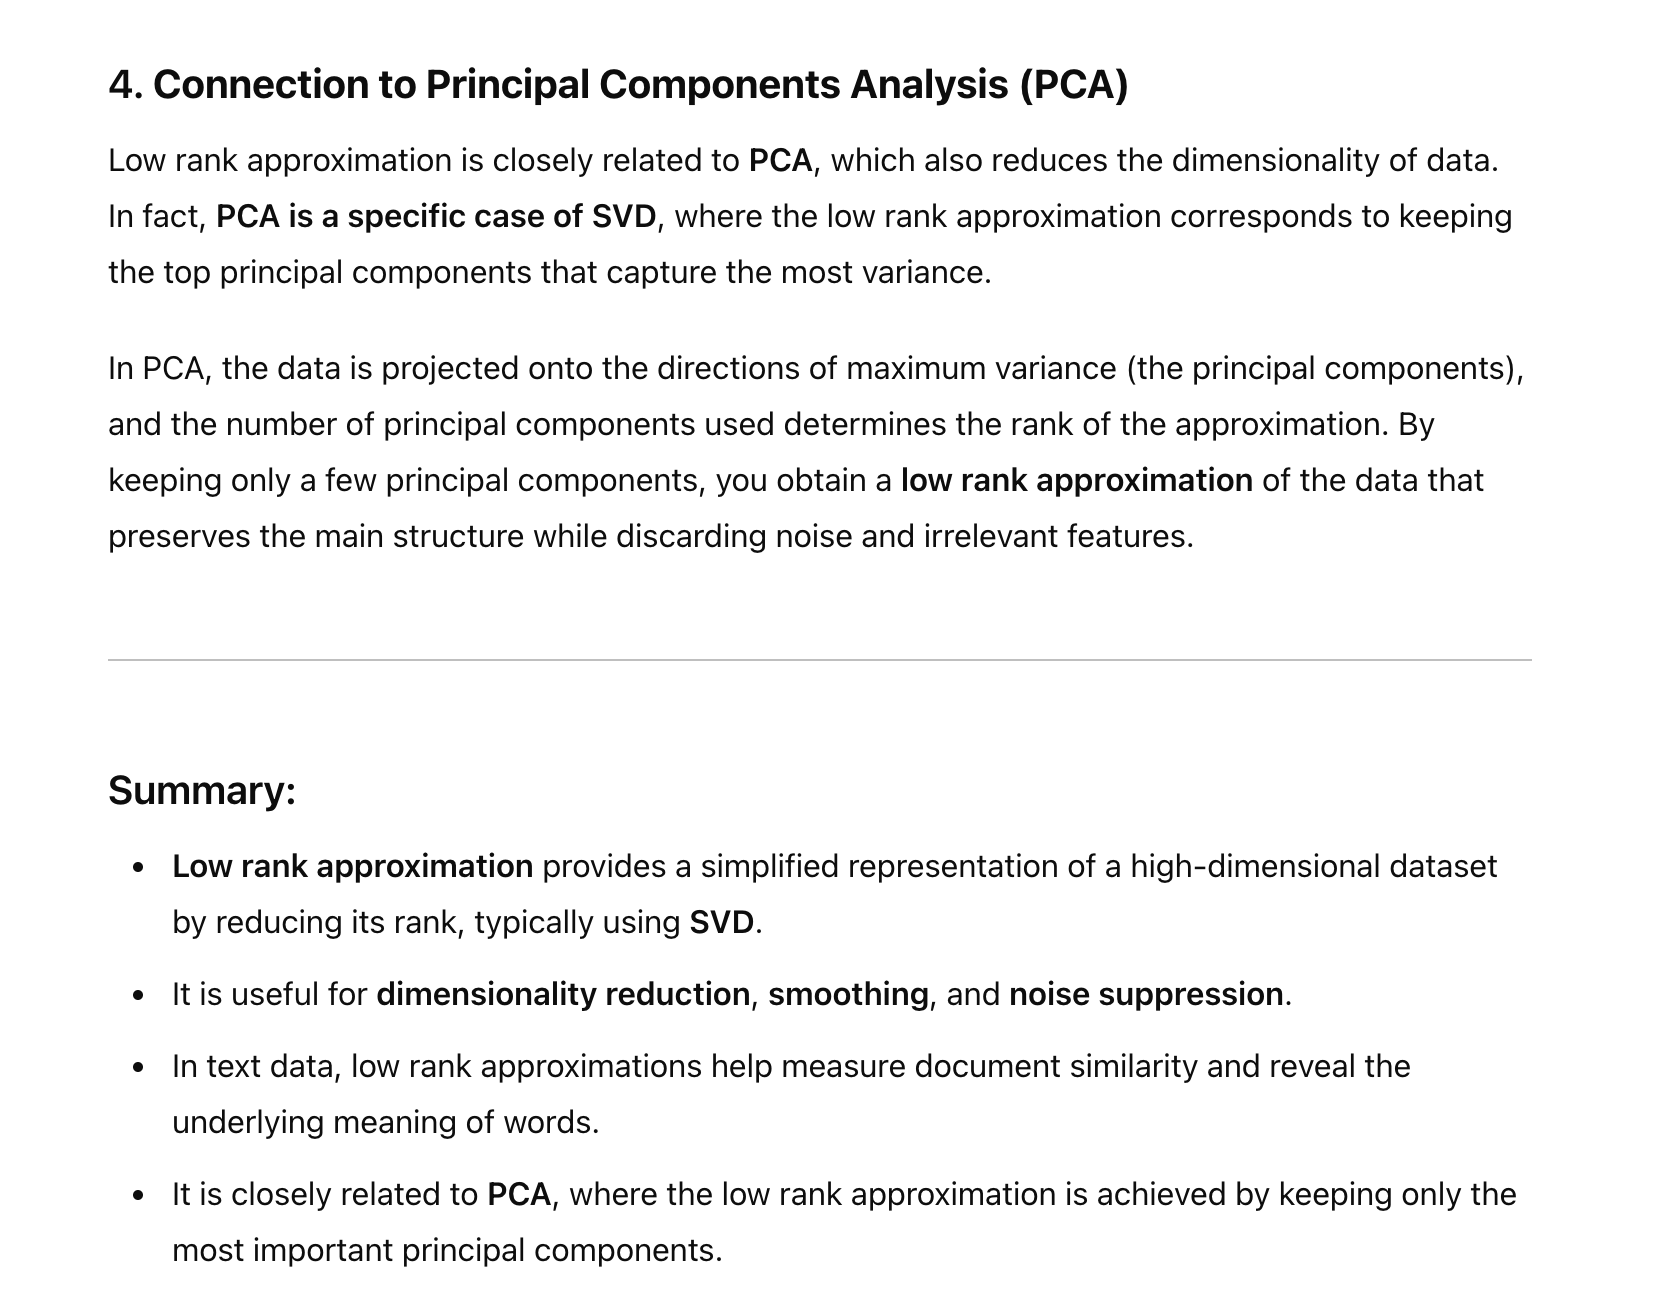 4. Connection to Principal Components Analysis (PCA)
Low rank approximation is closely related to PCA, which also reduces the dimensionality of data.
In fact, PCA is a specific case of SVD, where the low rank approximation corresponds to keeping
the top principal components that capture the most variance.
In PCA, the data is projected onto the directions of maximum variance (the principal components),
and the number of principal components used determines the rank of the approximation. By
keeping only a few principal components, you obtain a low rank approximation of the data that
preserves the main structure while discarding noise and irrelevant features.
Summary:
• Low rank approximation provides a simplified representation of a high-dimensional dataset
by reducing its rank, typically using SVD.
• It is useful for dimensionality reduction, smoothing, and noise suppression.
• In text data, low rank approximations help measure document similarity and reveal the
underlying meaning of words.
• It is closely related to PCA, where the low rank approximation is achieved by keeping only the
most important principal components.